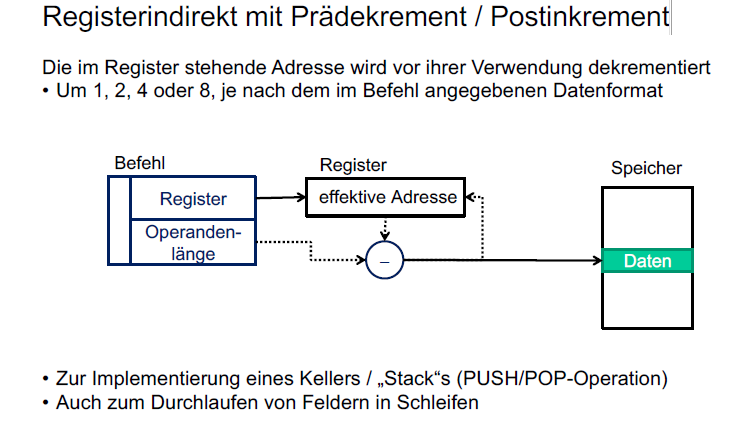 Registerindirekt mit Prädekrement / Postinkrement
Die im Register stehende Adresse wird vor ihrer Verwendung dekrementiert
• Um 1, 2, 4 oder 8, je nach dem im Befehl angegebenen Datenformat
Befehl
Register
Speicher
Register
effektive Adresse
Operanden-
länge
–
Daten
• Zur Implementierung eines Kellers / „Stack“s (PUSH/POP-Operation)
• Auch zum Durchlaufen von Feldern in Schleifen